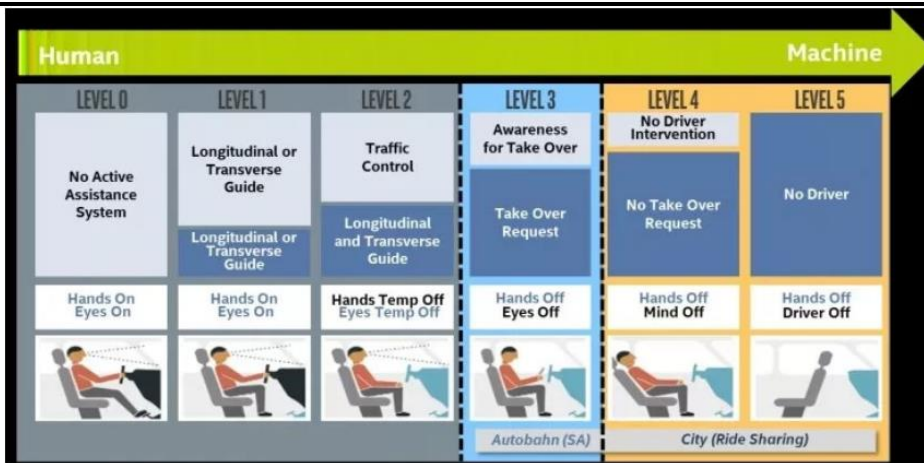 Human
Machine
LEVEL 0
LEVEL 1
LEVEL 2
LEVEL 3
LEVEL 4
LEVEL 5
No Active
Assistance
System
Longitudinal or
Transverse
Guide
Longitudinal or
Transverse
Guide
Traffic
Control
Longitudinal
and Transverse
Guide
Awareness
for Take Over
Take Over
Request
No Driver
Intervention
No Take Over
Request
No Driver
Hands On
Eyes On
Hands On
Eyes On
Hands Temp Off
Eyes Temp Off
Hands Off
Eyes Off
Hands Off
Mind Off
Hands Off
Driver Off
Autobahn (SA)
City (Ride Sharing)